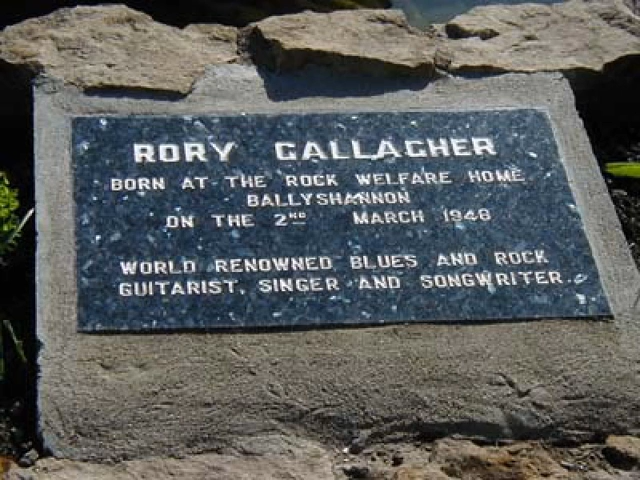 RORY GALLAGHER
BORN AT THE ROCK WELFARE HOME
BALLYSHANNON
ON THE 2ND MARCH 1948
WORLD RENOWNED BLUES AND ROCK
GUITARIST, SINGER AND SONGWRITER